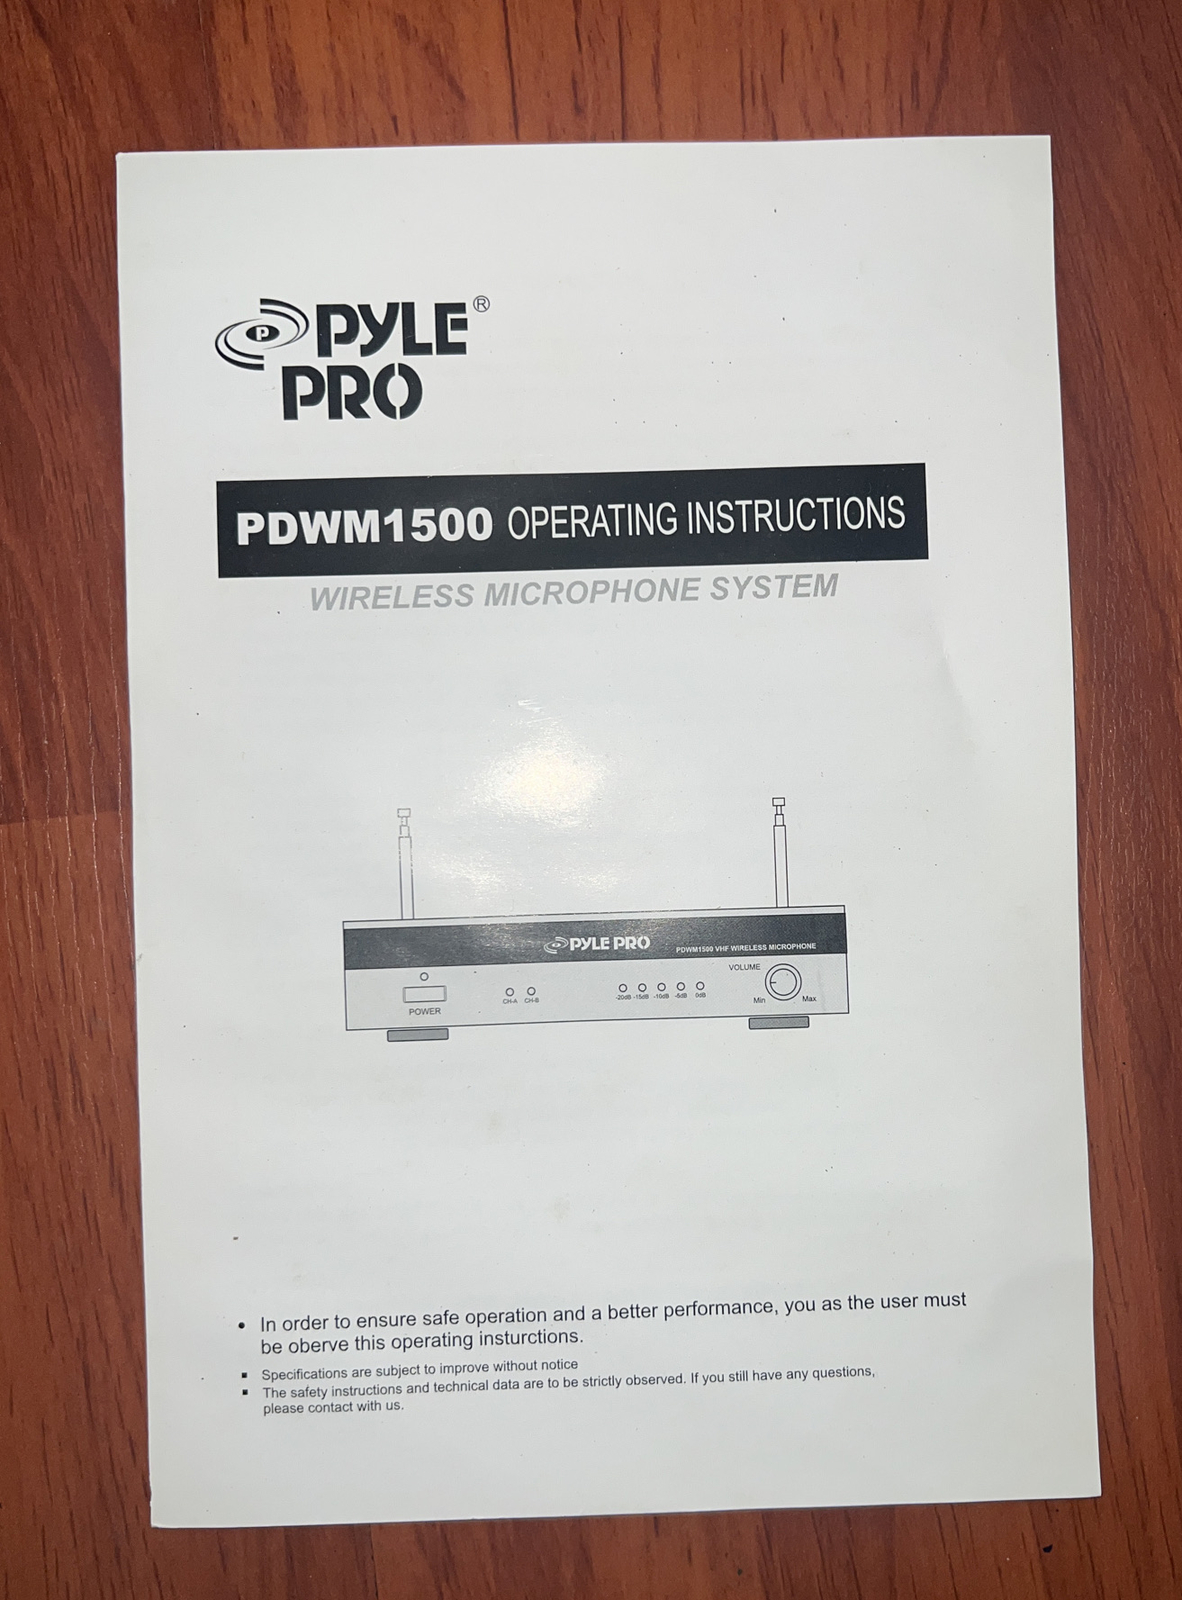 P PYLE®
PRO
PDWM1500 OPERATING INSTRUCTIONS
WIRELESS MICROPHONE SYSTEM
PYLE PRO PDWM1500 VHF WIRELESS MICROPHONE
VOLUME
Min Max
POWER
CH-A CH-B
-20dB -15dB -10dB -5dB 0dB
• In order to ensure safe operation and a better performance, you as the user must
be oberve this operating insturctions.
▪ Specifications are subject to improve without notice
▪ The safety instructions and technical data are to be strictly observed. If you still have any questions,
please contact with us.